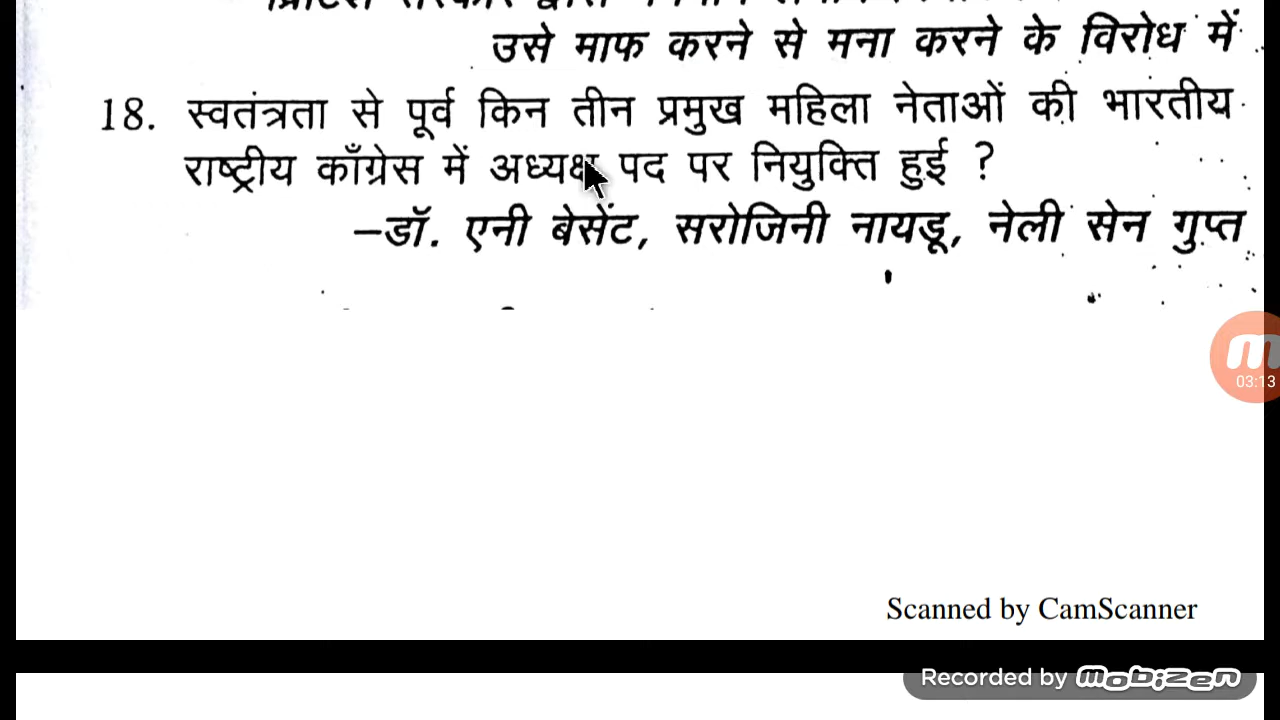 उसे माफ करने से मना करने के विरोध में
18. स्वतंत्रता से पूर्व किन तीन प्रमुख महिला नेताओं की भारतीय
राष्ट्रीय काँग्रेस में अध्यक्ष पद पर नियुक्ति हुई ?
–डॉ. एनी बेसेंट, सरोजिनी नायडू, नेली सेन गुप्त
03:13
Scanned by CamScanner
Recorded by mobizen